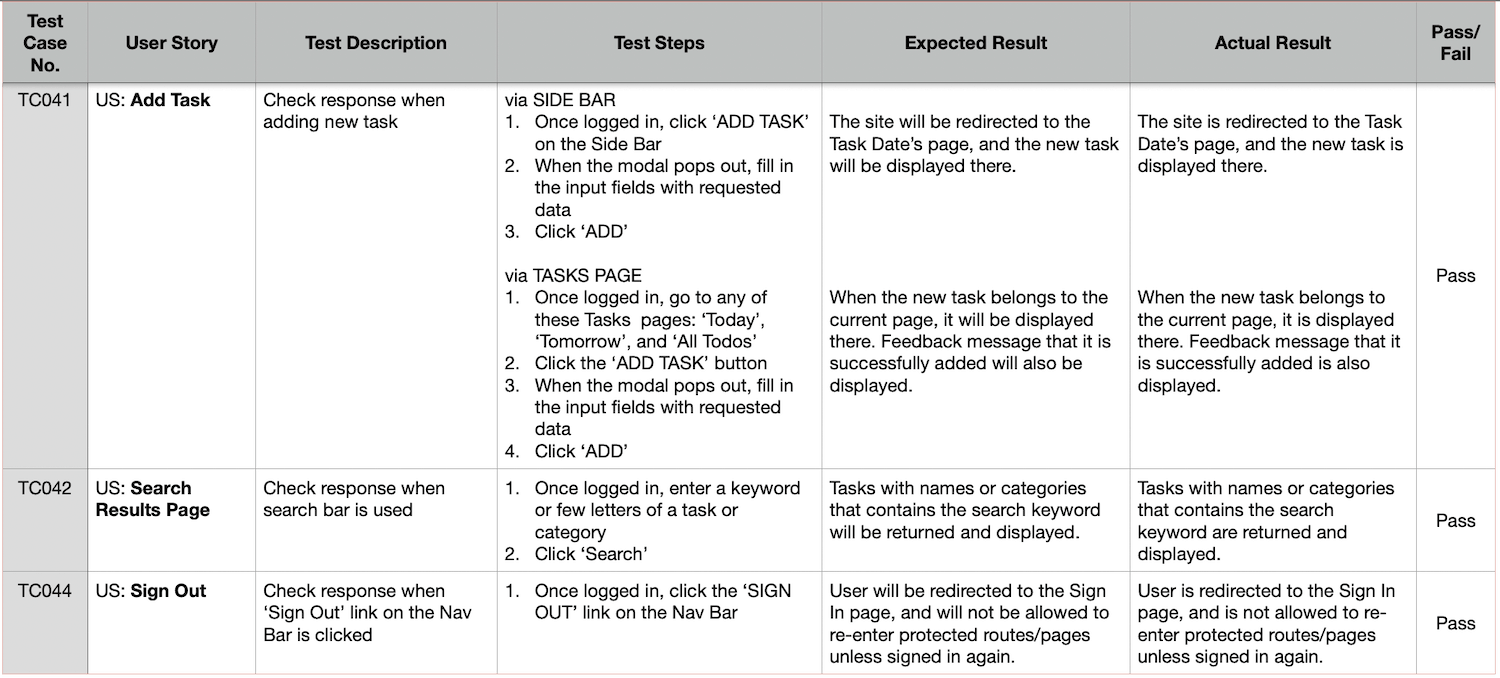 Test Case No.
User Story
Test Description
Test Steps
Expected Result
Actual Result
Pass/ Fail
TC041
US: Add Task
Check response when
adding new task
via SIDE BAR
1. Once logged in, click ‘ADD TASK’
on the Side Bar
2. When the modal pops out, fill in
the input fields with requested
data
3. Click ‘ADD’
via TASKS PAGE
1. Once logged in, go to any of
these Tasks  pages: ‘Today’,
‘Tomorrow’, and ‘All Todos’
2. Click the ‘ADD TASK’ button
3. When the modal pops out, fill in
the input fields with requested
data
4. Click ‘ADD’
The site will be redirected to the
Task Date’s page, and the new task
will be displayed there.
When the new task belongs to the
current page, it will be displayed
there. Feedback message that it is
successfully added will also be
displayed.
The site is redirected to the Task
Date’s page, and the new task is
displayed there.
When the new task belongs to
the current page, it is displayed
there. Feedback message that it
is successfully added is also
displayed.
Pass
TC042
US: Search
Results Page
Check response when
search bar is used
1. Once logged in, enter a keyword
or few letters of a task or
category
2. Click ‘Search’
Tasks with names or categories
that contains the search keyword
will be returned and displayed.
Tasks with names or categories
that contains the search
keyword are returned and
displayed.
Pass
TC044
US: Sign Out
Check response when
‘Sign Out’ link on the Nav
Bar is clicked
1. Once logged in, click the ‘SIGN
OUT’ link on the Nav Bar
User will be redirected to the Sign
In page, and will not be allowed to
re-enter protected routes/pages
unless signed in again.
User is redirected to the Sign In
page, and is not allowed to re-
enter protected routes/pages
unless signed in again.
Pass